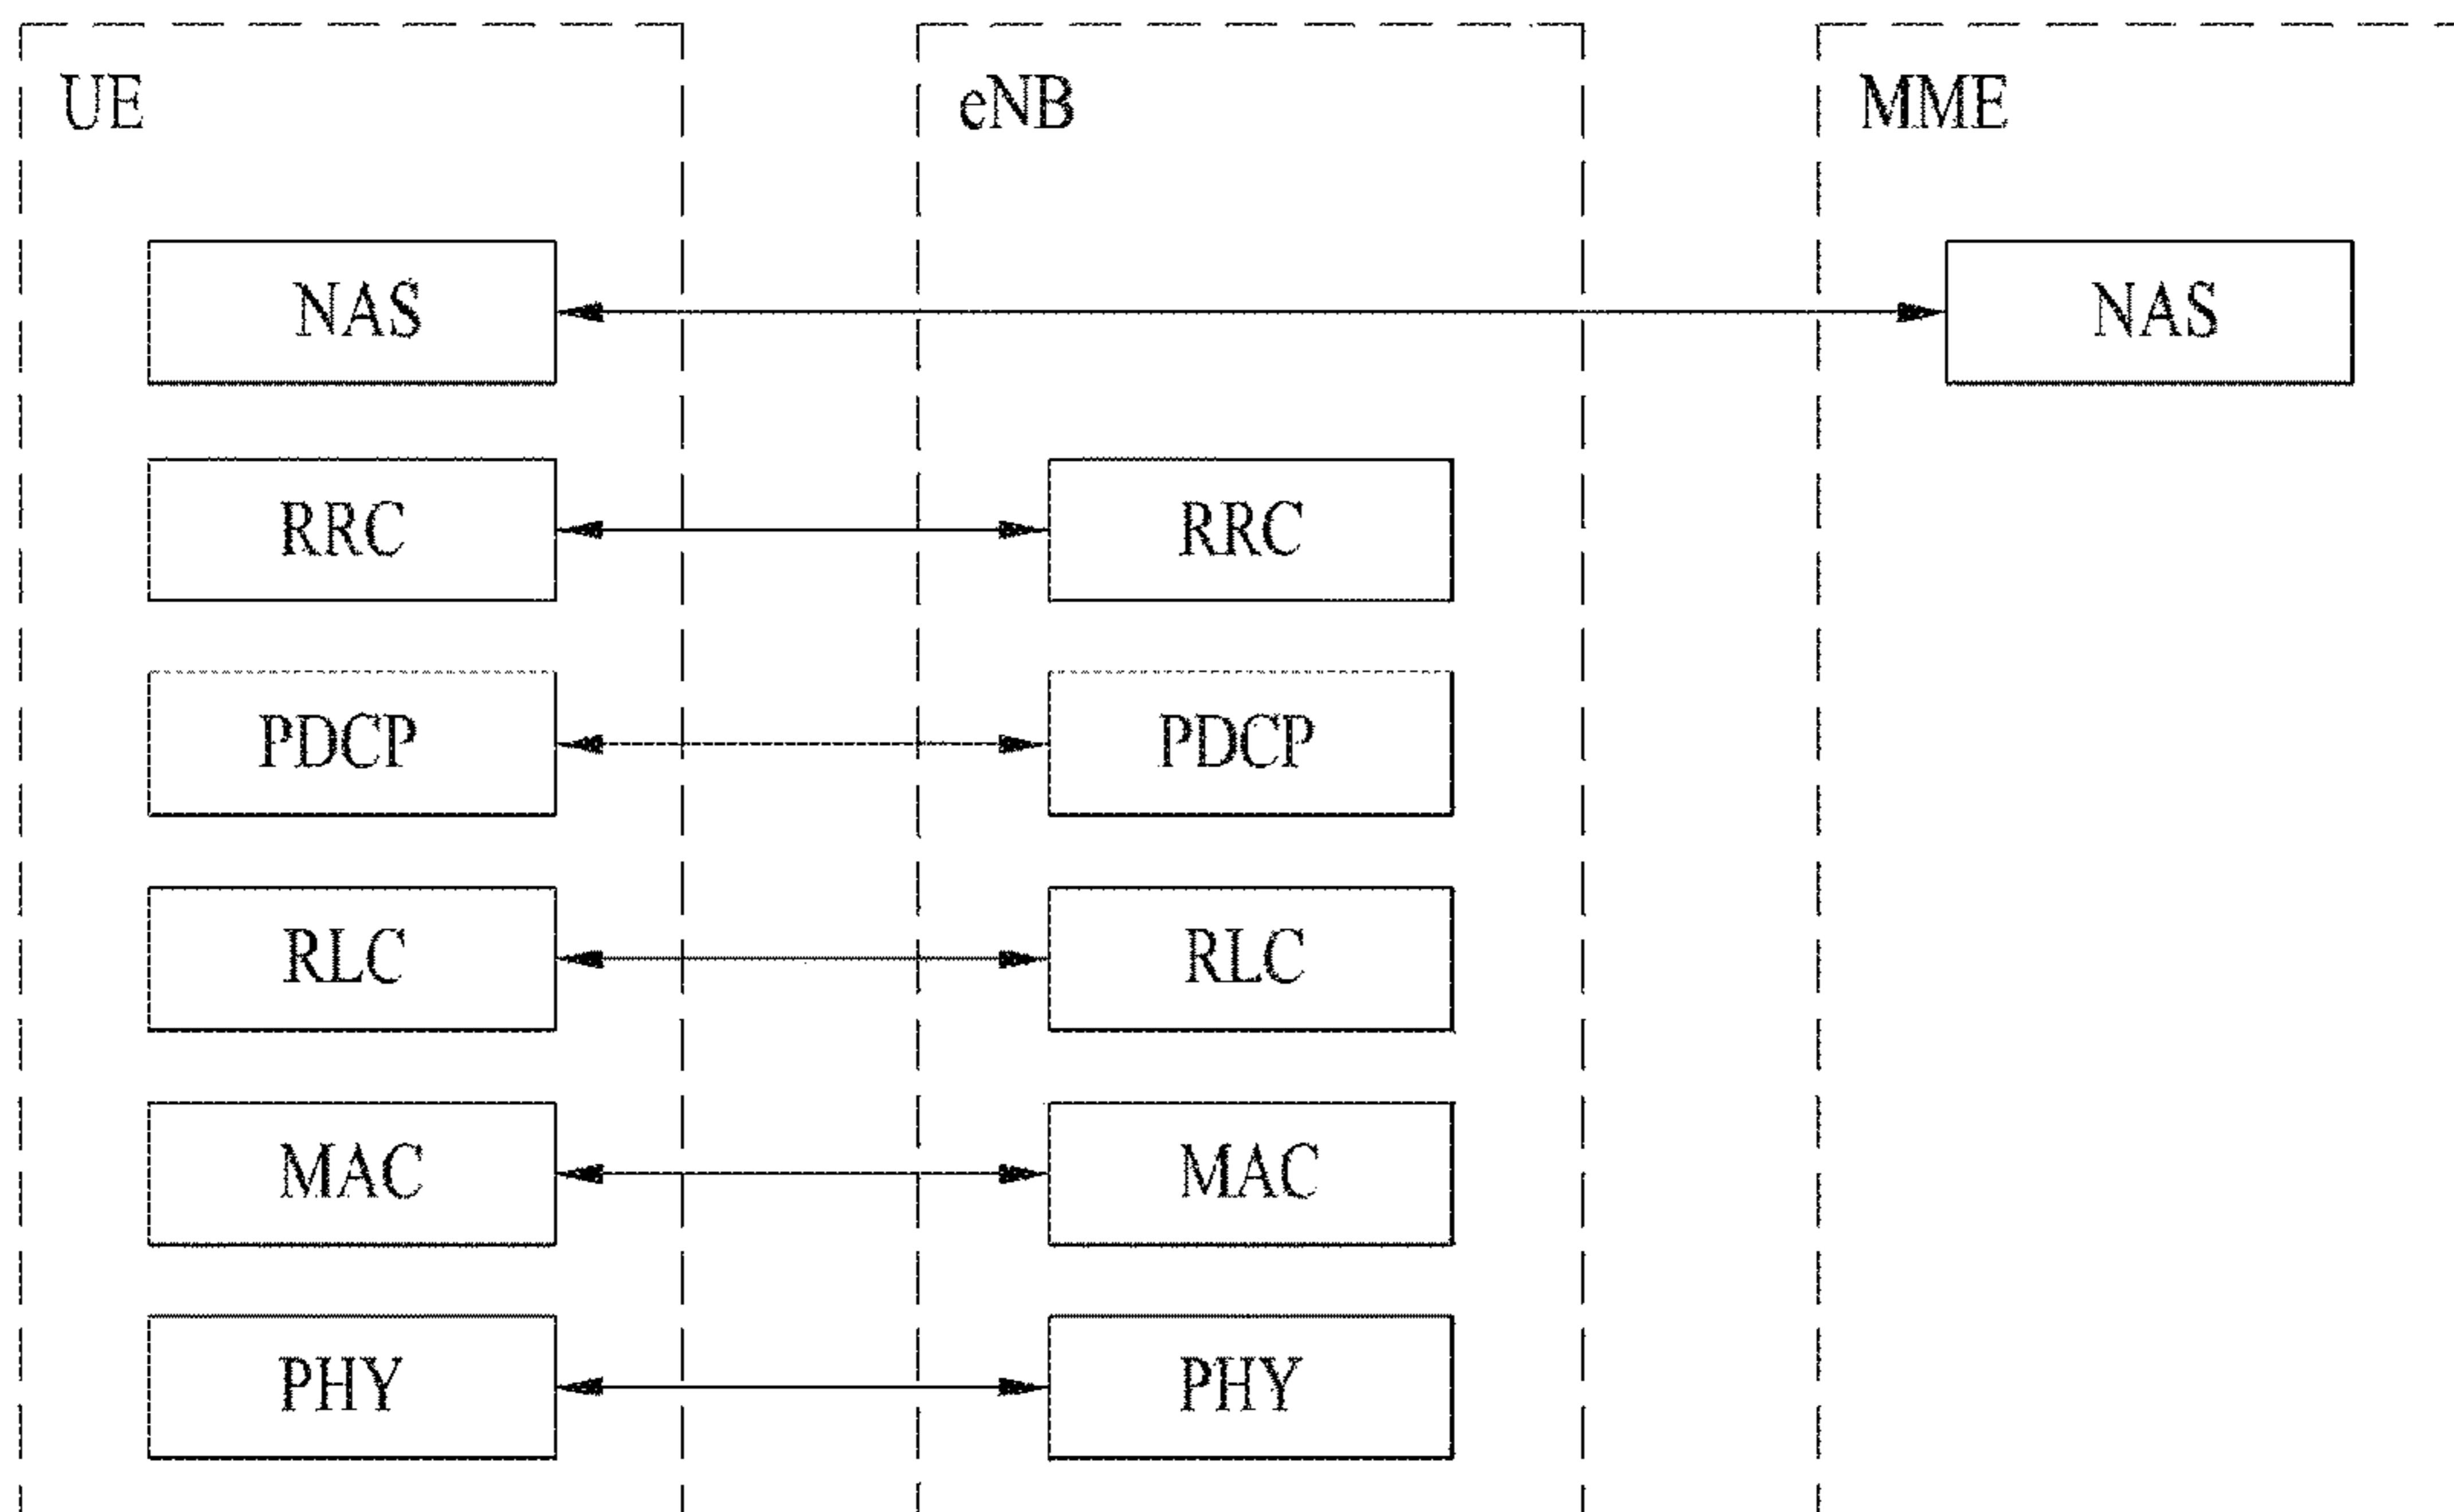 UE eNB MME
NAS NAS
RRC RRC
PDCP PDCP
RLC RLC
MAC MAC
PHY PHY